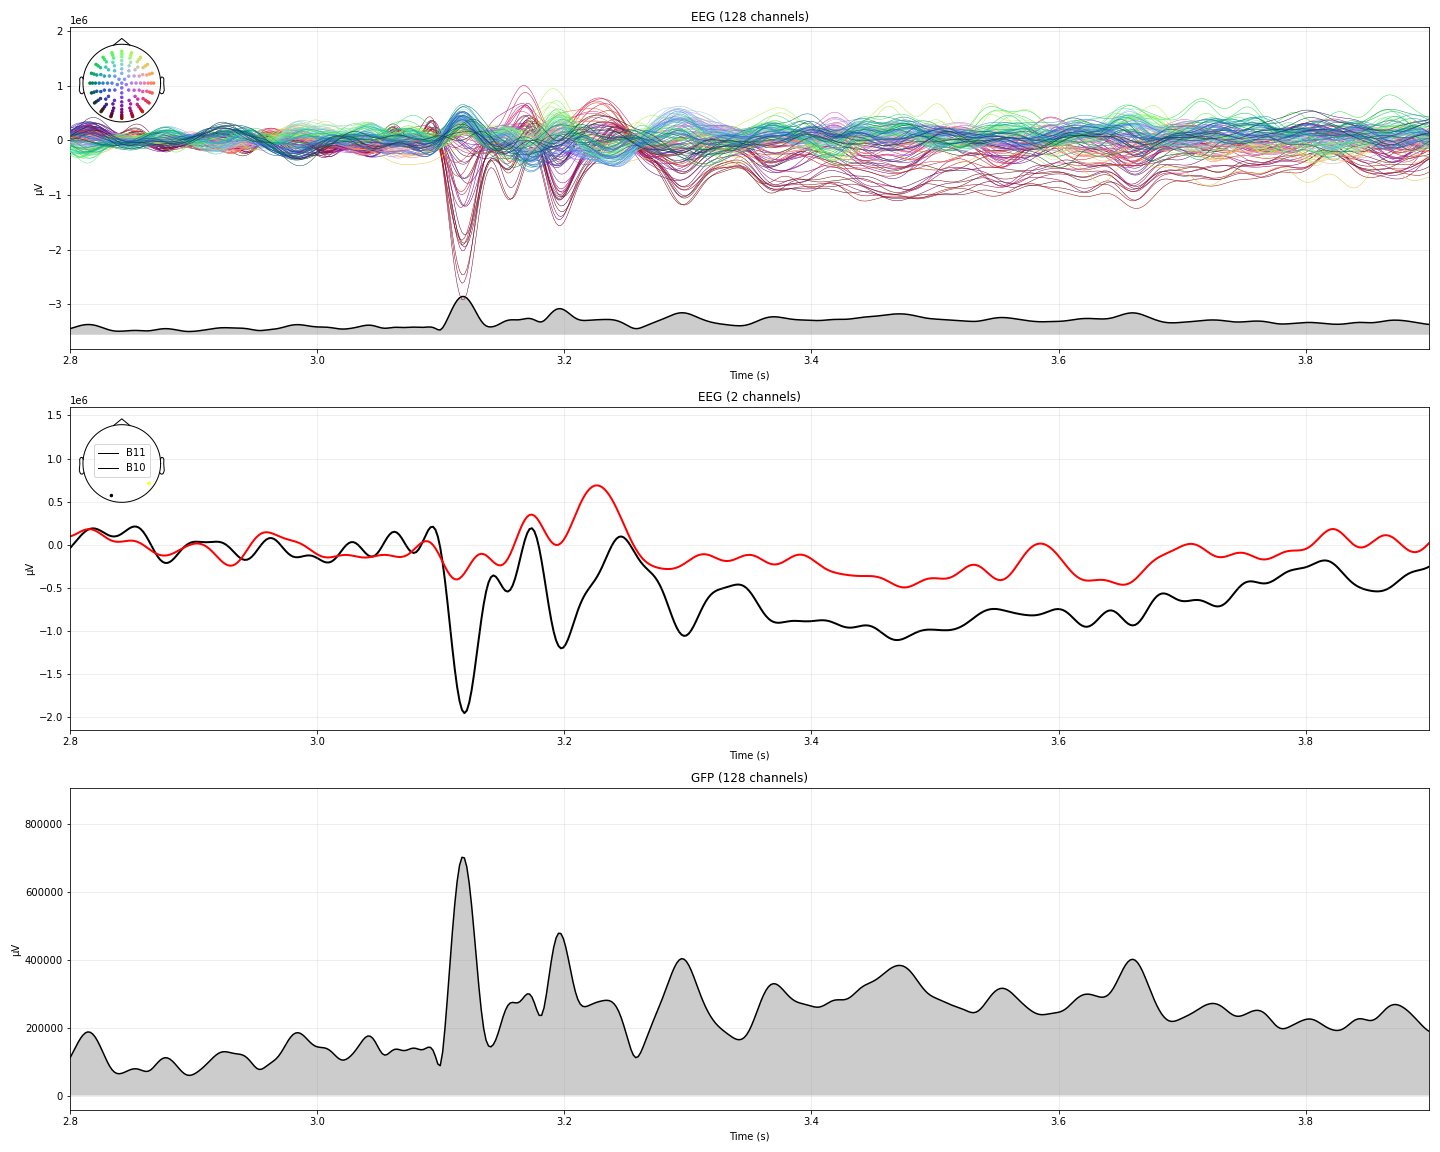 EEG (128 channels)
1e6
2
1
0
−1
−2
−3
µV
2.8 3.0 3.2 3.4 3.6 3.8
Time (s)
EEG (2 channels)
1e6
1.5
1.0
0.5
0.0
−0.5
−1.0
−1.5
−2.0
µV
B11
B10
2.8 3.0 3.2 3.4 3.6 3.8
Time (s)
GFP (128 channels)
800000
600000
400000
200000
0
µV
2.8 3.0 3.2 3.4 3.6 3.8
Time (s)